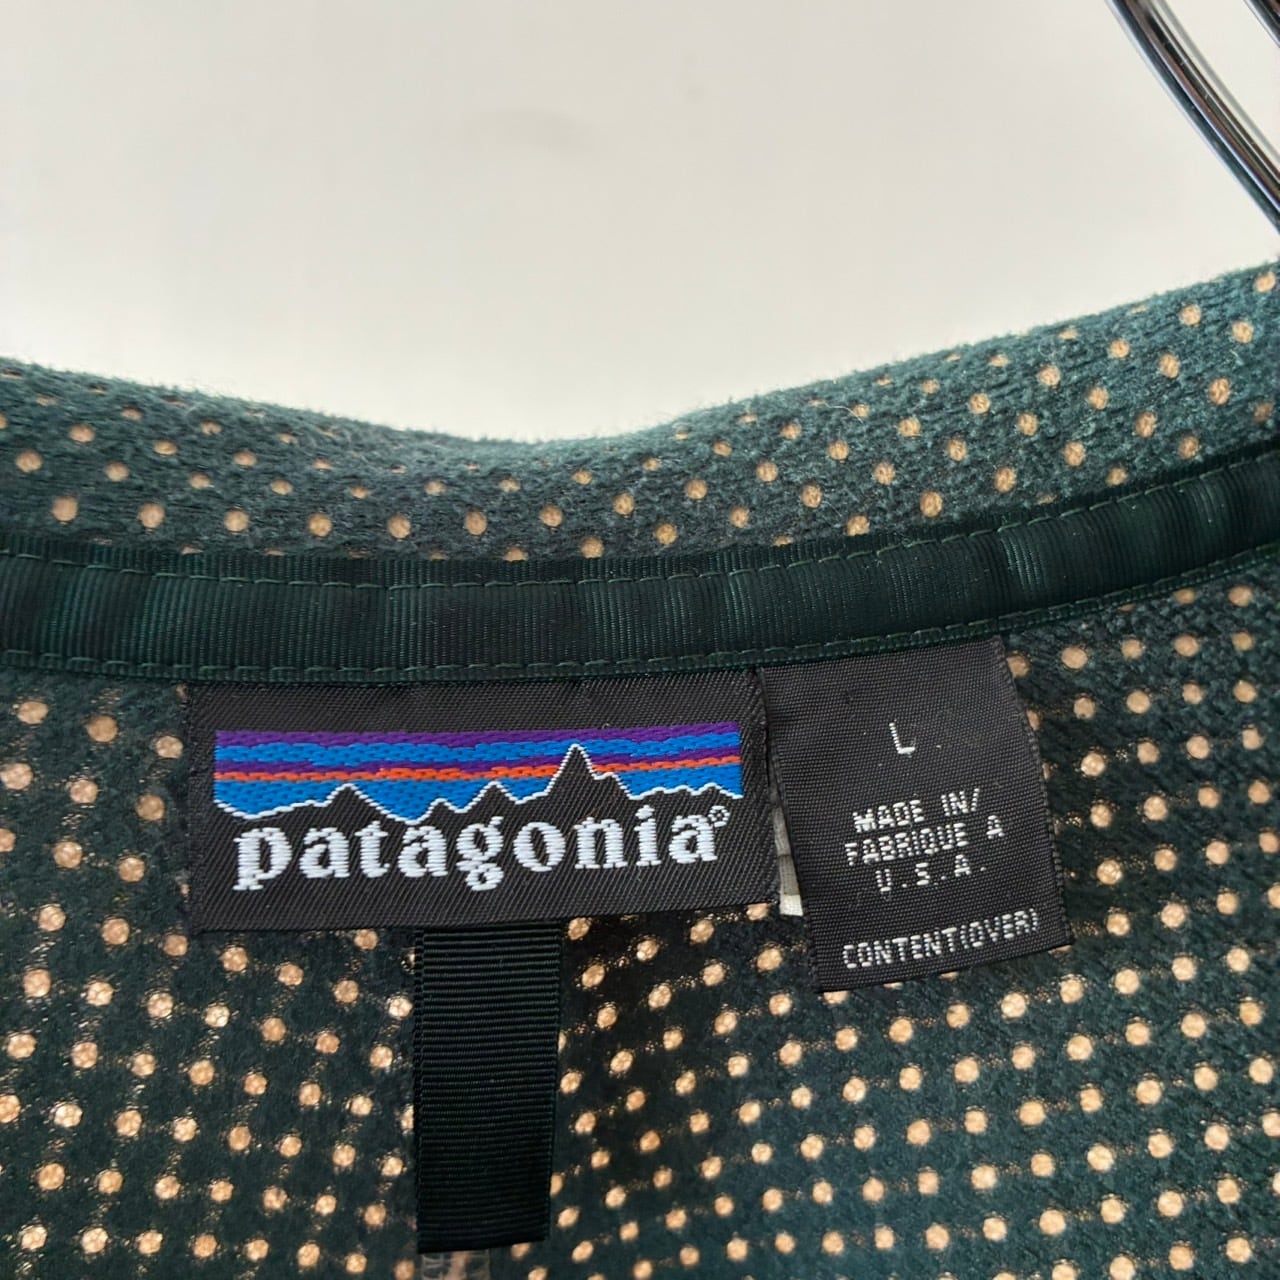 patagonia®
L
MADE IN/
FABRIQUE A
U.S.A.
CONTENT(OVER)